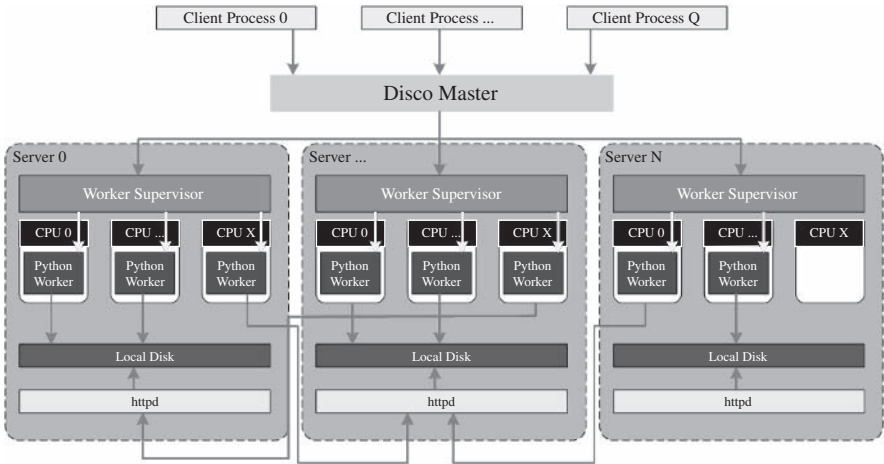 Client Process 0
Client Process ...
Client Process Q
Disco Master
Server 0
Worker Supervisor
CPU 0
CPU ...
CPU X
Python
Worker
Python
Worker
Python
Worker
Local Disk
httpd
Server ...
Worker Supervisor
CPU 0
CPU ...
CPU X
Python
Worker
Python
Worker
Python
Worker
Local Disk
httpd
Server N
Worker Supervisor
CPU 0
CPU ...
CPU X
Python
Worker
Python
Worker
Local Disk
httpd